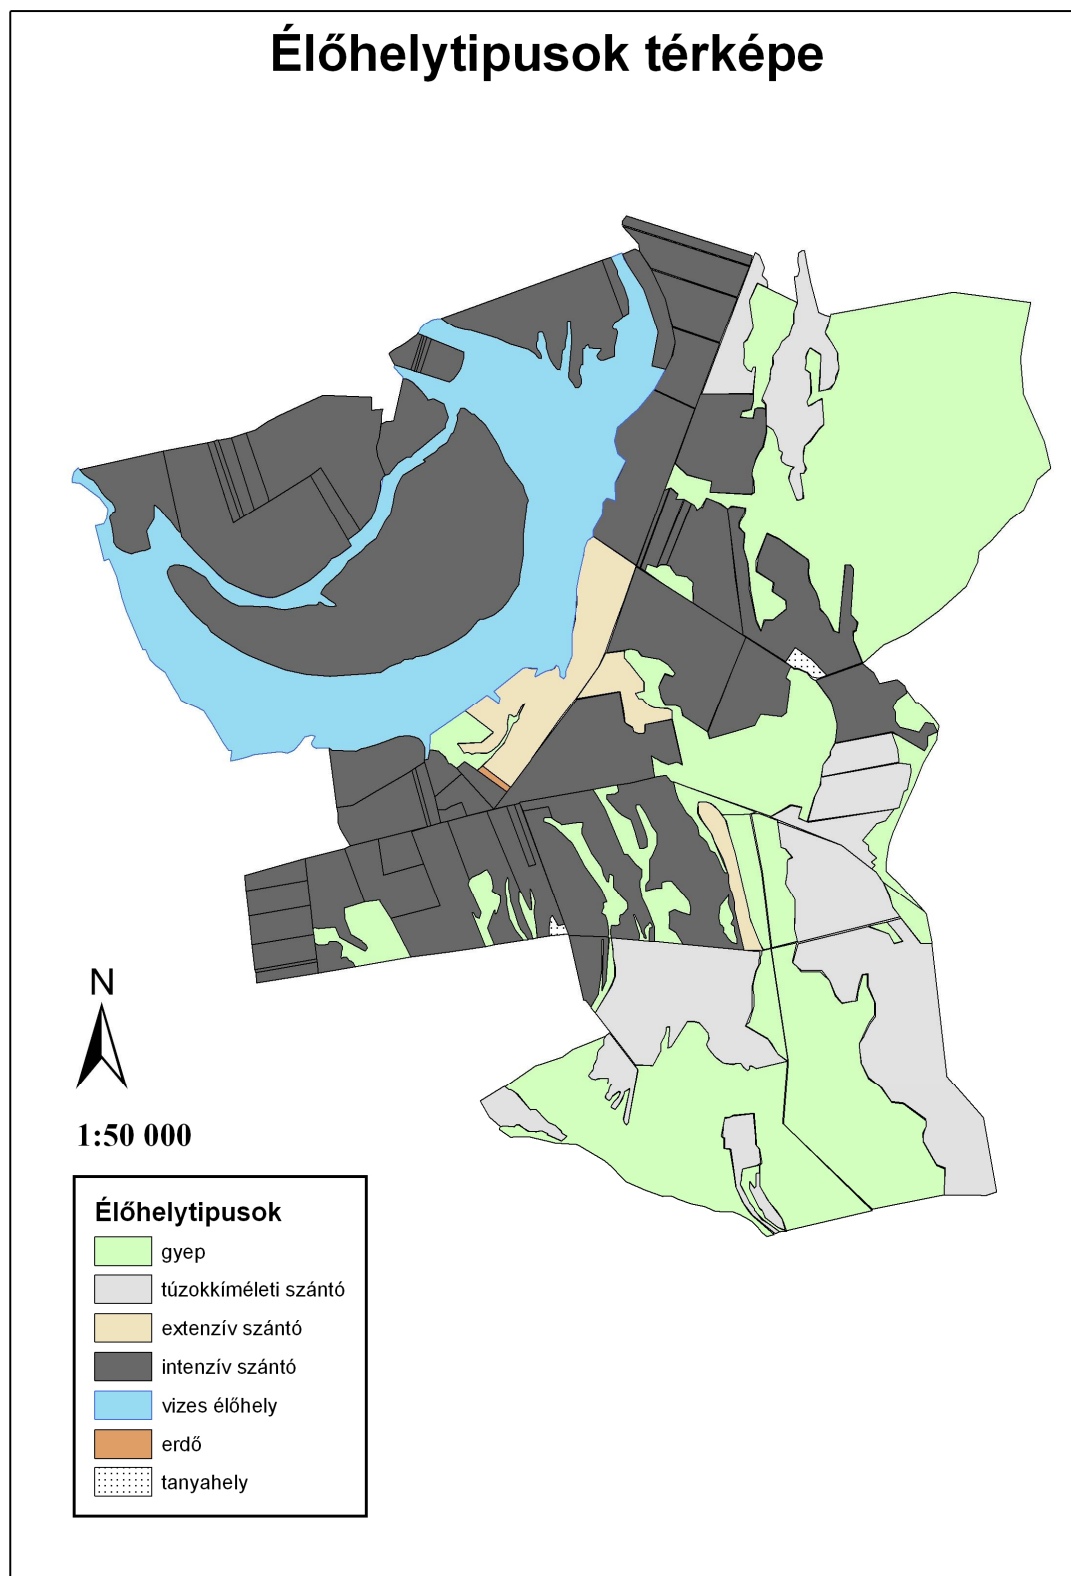 Élőhelytipusok térképe
N
1:50 000
Élőhelytipusok
gyep
túzokkíméleti szántó
extenzív szántó
intenzív szántó
vizes élőhely
erdő
tanyahely